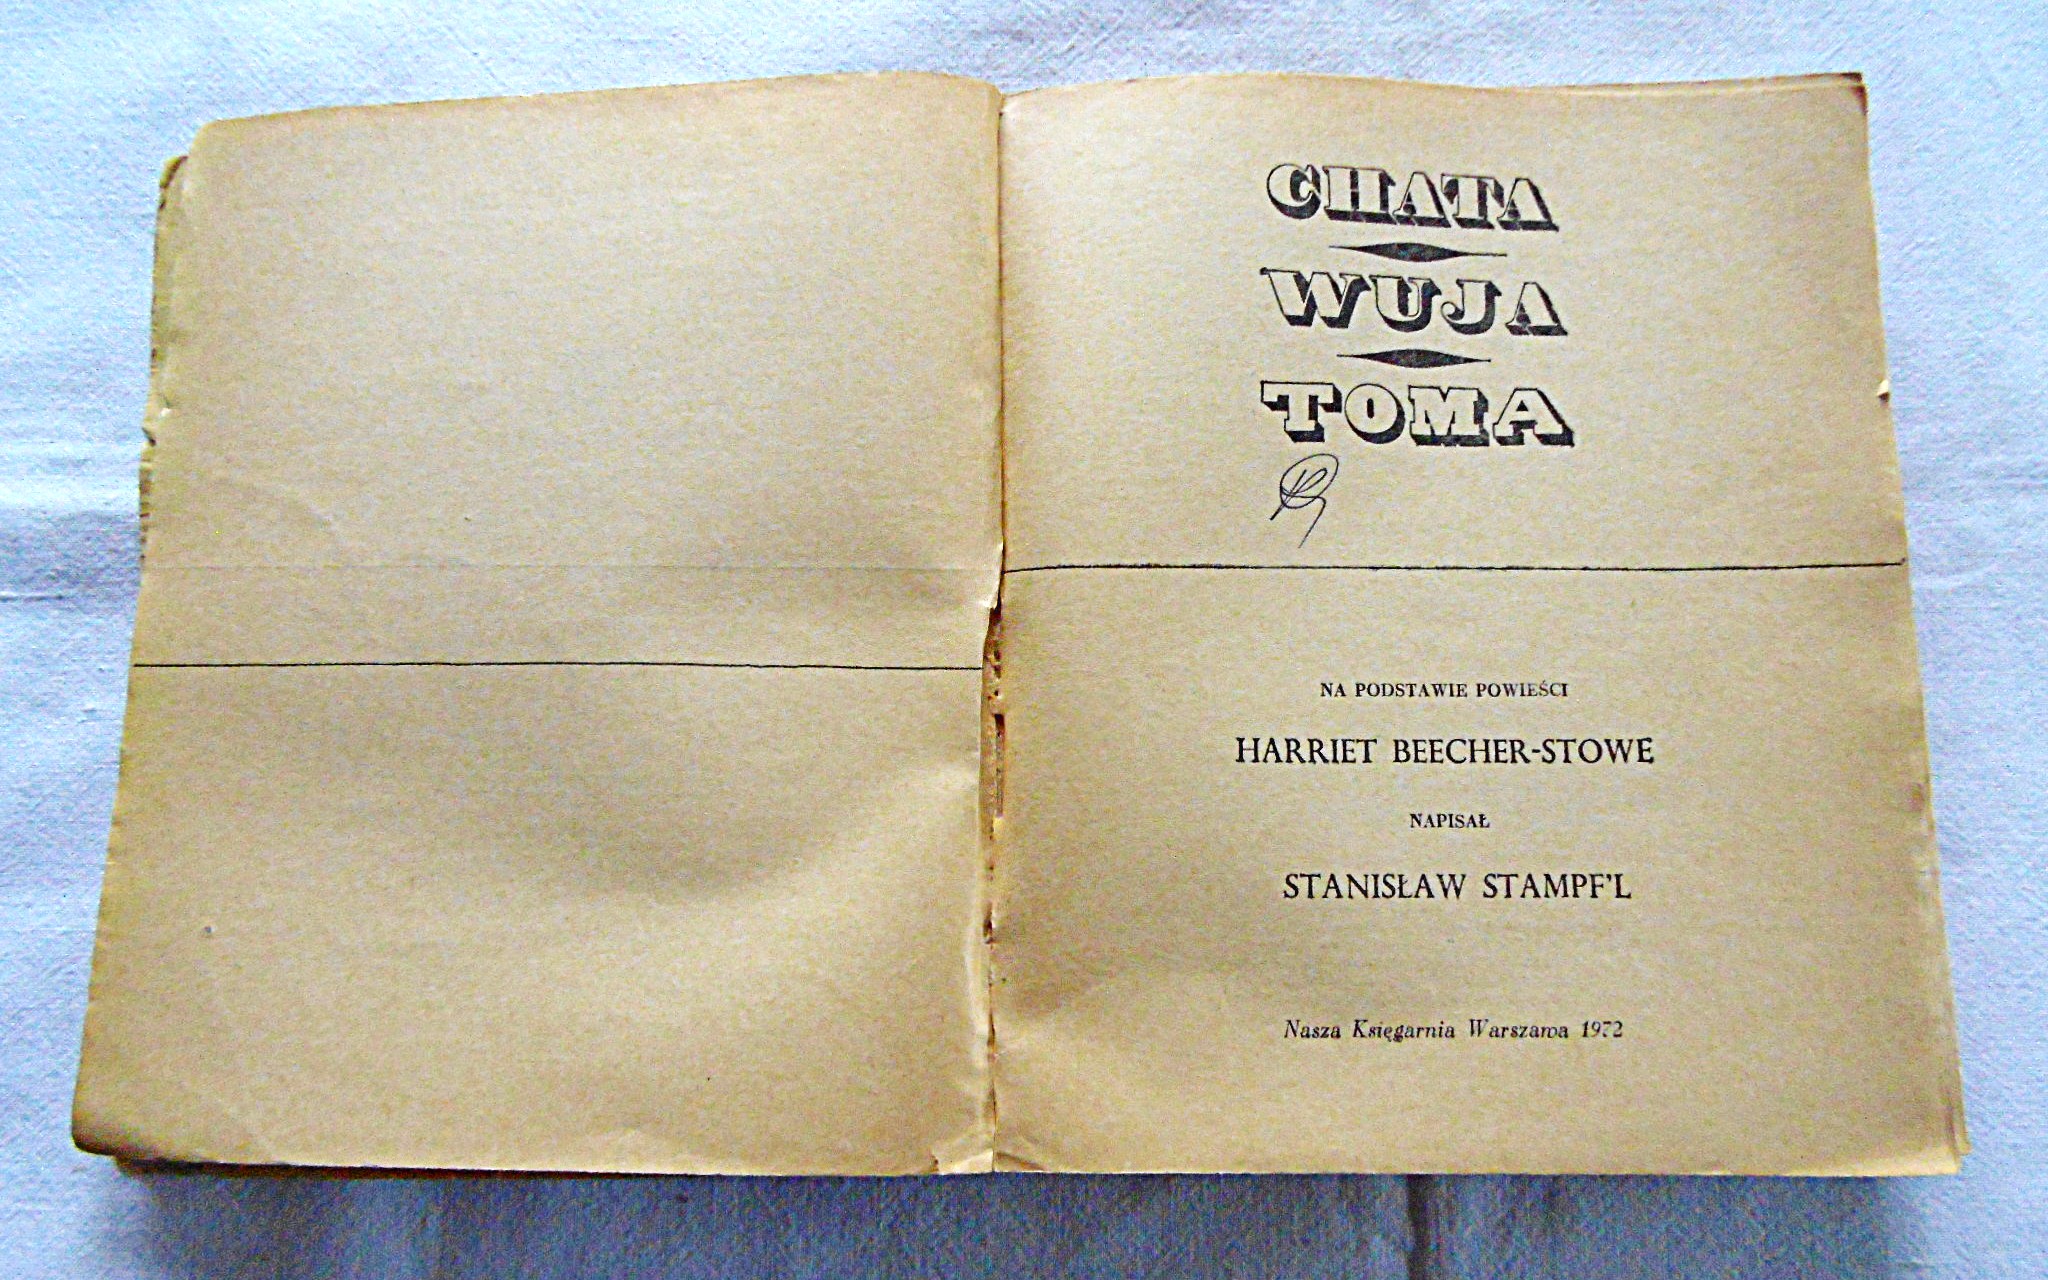 CHATA
WUJA
TOMA
NA PODSTAWIE POWIEŚCI
HARRIET BEECHER-STOWE
NAPISAŁ
STANISŁAW STAMPF'L
Nasza Księgarnia Warszawa 1972